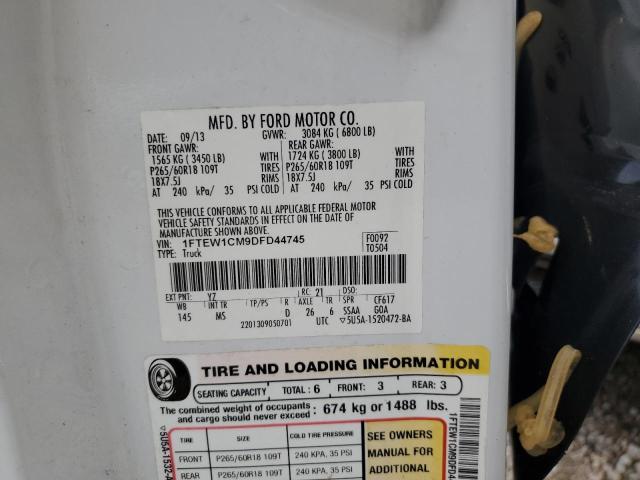 MFD. BY FORD MOTOR CO.
DATE: 09/13 GVWR: 3084 KG ( 6800 LB)
FRONT GAWR: REAR GAWR:
1565 KG ( 3450 LB) WITH 1724 KG ( 3800 LB) WITH
P265/60R18 109T TIRES P265/60R18 109T TIRES
18X7.5J RIMS 18X7.5J RIMS
AT 240 kPa/ 35 PSI COLD AT 240 kPa/ 35 PSI COLD
THIS VEHICLE CONFORMS TO ALL APPLICABLE FEDERAL MOTOR
VEHICLE SAFETY STANDARDS IN EFFECT ON THE DATE OF
MANUFACTURE SHOWN ABOVE.
VIN: 1FTEW1CM9DFD44745 F0092
TYPE: Truck T0504
EXT PNT: YZ RC: 21 DSO:
WB INT TR TP/PS R AXLE TR SPR CF617
145 MS D 26 6 SSAA GOA
2201309050701 UTC ▽5U5A-1520472-BA
TIRE AND LOADING INFORMATION
SEATING CAPACITY TOTAL: 6 FRONT: 3 REAR: 3
The combined weight of occupants and cargo should never exceed: 674 kg or 1488 lbs.
TIRE SIZE COLD TIRE PRESSURE
FRONT P265/60R18 109T 240 KPA, 35 PSI
REAR P265/60R18 109T 240 KPA, 35 PSI
SEE OWNERS
MANUAL FOR
ADDITIONAL
▽5U5A-1532
1FTEW1CM9DFD4